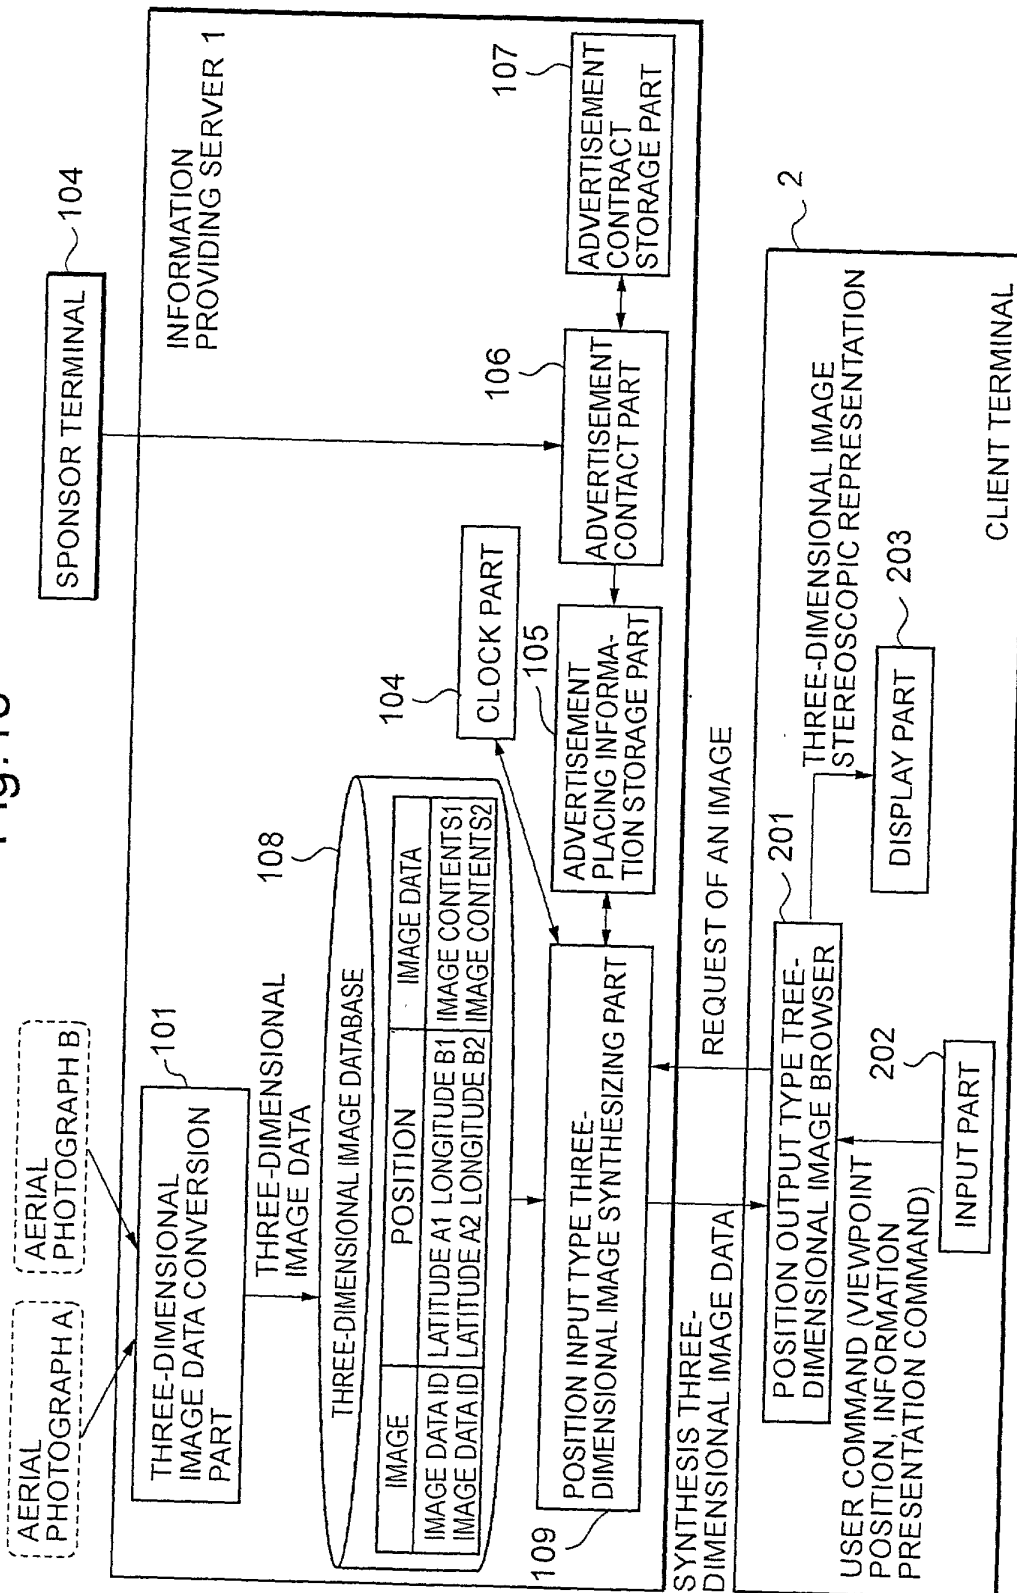 SPONSOR TERMINAL
104
INFORMATION
PROVIDING SERVER 1
AERIAL
PHOTOGRAPH A
AERIAL
PHOTOGRAPH B
THREE-DIMENSIONAL
IMAGE DATA CONVERSION
PART
101
THREE-DIMENSIONAL
IMAGE DATA
108
THREE-DIMENSIONAL IMAGE DATABASE
IMAGE POSITION IMAGE DATA
IMAGE DATA ID LATITUDE A1 LONGITUDE B1 IMAGE CONTENTS1
IMAGE DATA ID LATITUDE A2 LONGITUDE B2 IMAGE CONTENTS2
104
CLOCK PART
109
POSITION INPUT TYPE THREE-
DIMENSIONAL IMAGE SYNTHESIZING PART
105
ADVERTISEMENT
PLACING INFORMA-
TION STORAGE PART
106
ADVERTISEMENT
CONTACT PART
107
ADVERTISEMENT
CONTRACT
STORAGE PART
SYNTHESIS THREE-
DIMENSIONAL IMAGE DATA
REQUEST OF AN IMAGE
2
POSITION OUTPUT TYPE TREE-
DIMENSIONAL IMAGE BROWSER
201
THREE-DIMENSIONAL IMAGE
STEREOSCOPIC REPRESENTATION
USER COMMAND (VIEWPOINT
POSITION, INFORMATION
PRESENTATION COMMAND)
202
INPUT PART
DISPLAY PART
203
CLIENT TERMINAL